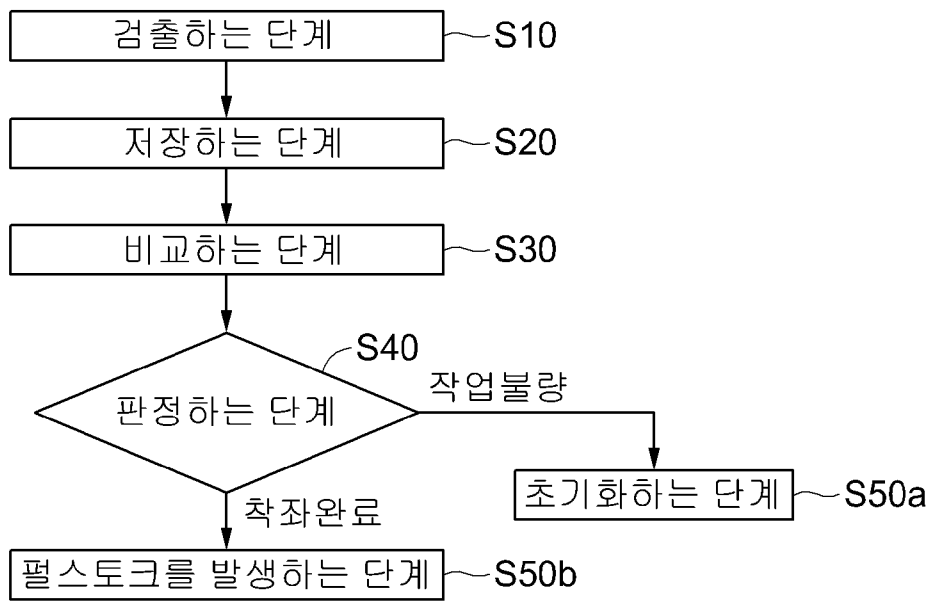 검출하는 단계 S10
저장하는 단계 S20
비교하는 단계 S30
S40
작업불량
판정하는 단계
초기화하는 단계 S50a
착좌완료
펄스토크를 발생하는 단계 S50b